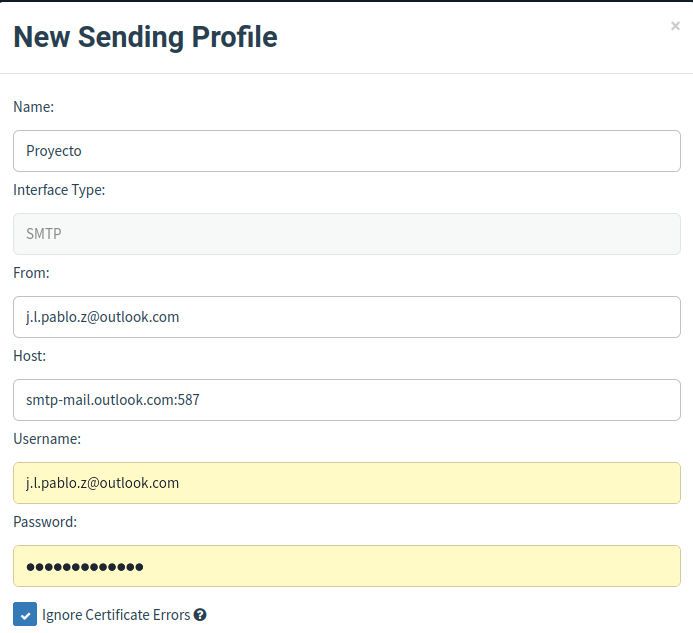 New Sending Profile
×
Name:
Proyecto
Interface Type:
SMTP
From:
j.l.pablo.z@outlook.com
Host:
smtp-mail.outlook.com:587
Username:
j.l.pablo.z@outlook.com
Password:
•••••••••••••
Ignore Certificate Errors ?